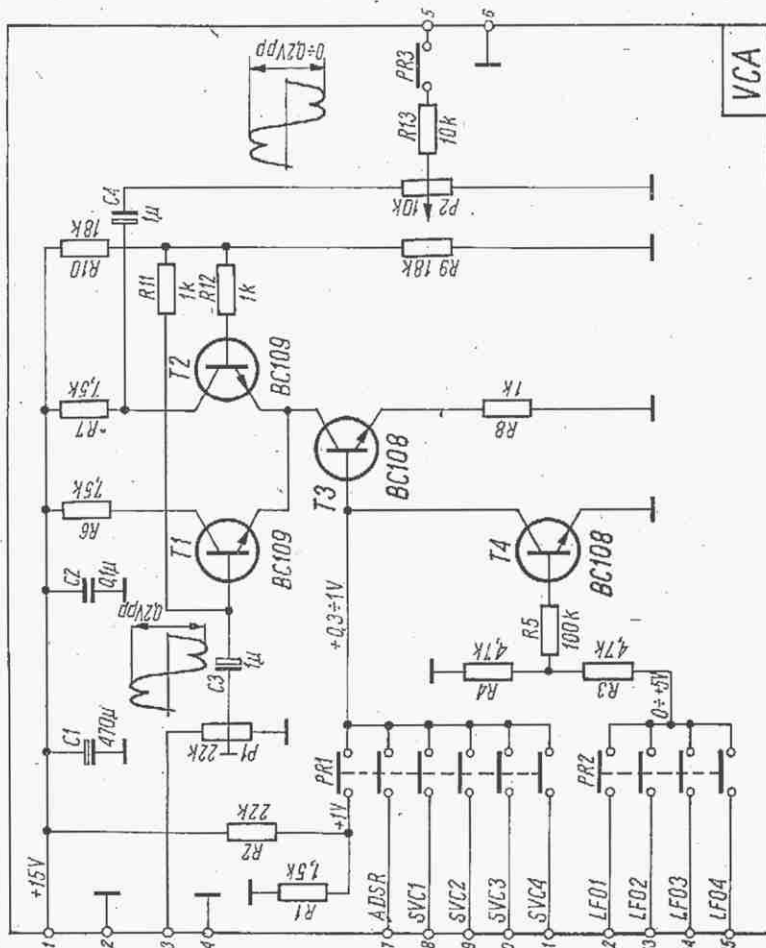 +15V
1
2
3
4
7
8
9
C1
470µ
C2
0,1µ
R6
7,5k
*R7
7,5k
R10
18k
R11
1k
R12
1k
C4
1µ
0÷0,2Vpp
0,2Vpp
C3
1µ
P1
22k
R2
22k
R1
1,5k
+1V
T1
BC109
T2
BC109
T3
BC108
T4
BC108
R8
1k
R9 18k
P2
10k
R13
10k
PR3
5
6
+0,3÷1V
R5
100k
R4
4,7k
R3
4,7k
0÷+5V
PR1
PR2
ADSR
SVC1
SVC2
SVC3
SVC4
LFO1
LFO2
LFO3
LFO4
VCA